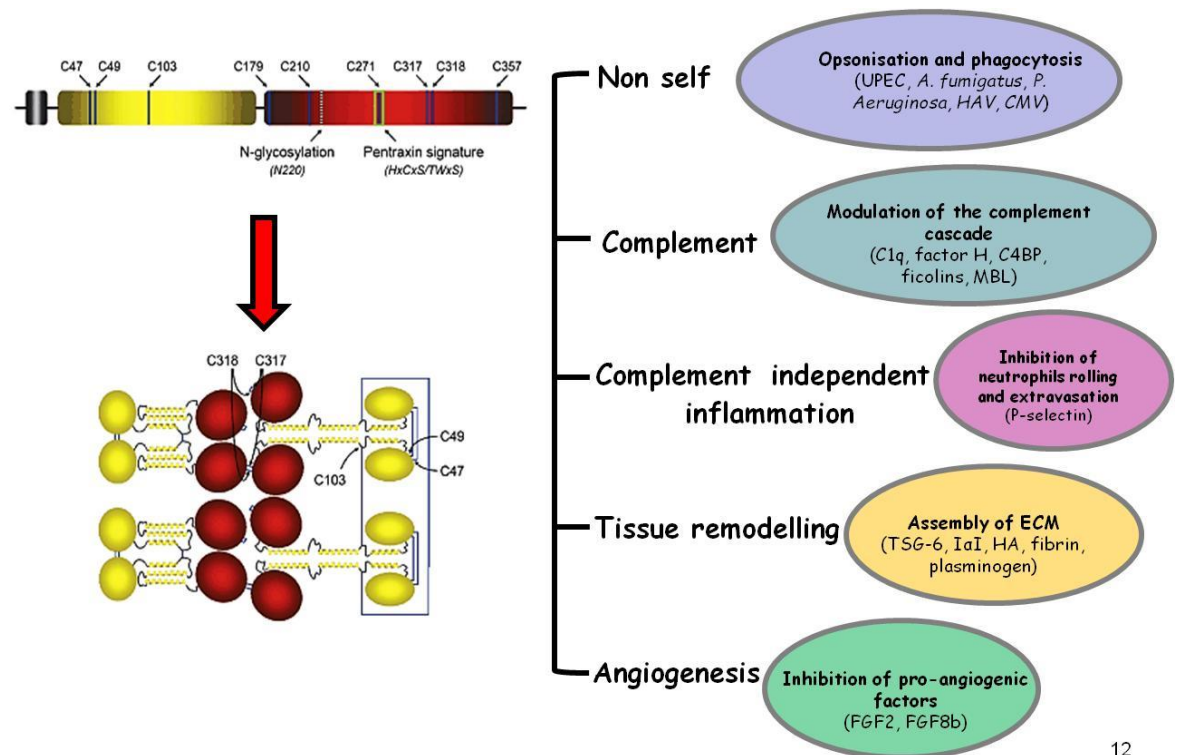 C47 C49 C103 C179 C210 C271 C317 C318 C357
N-glycosylation
(N220)
Pentraxin signature
(HxCxS/TWxS)
C318 C317
C49
C103
C47
Non self
Opsonisation and phagocytosis
(UPEC, A. fumigatus, P.
Aeruginosa, HAV, CMV)
Complement
Modulation of the complement
cascade
(C1q, factor H, C4BP,
ficolins, MBL)
Complement independent
inflammation
Inhibition of
neutrophils rolling
and extravasation
(P-selectin)
Tissue remodelling
Assembly of ECM
(TSG-6, IaI, HA, fibrin,
plasminogen)
Angiogenesis
Inhibition of pro-angiogenic
factors
(FGF2, FGF8b)
12